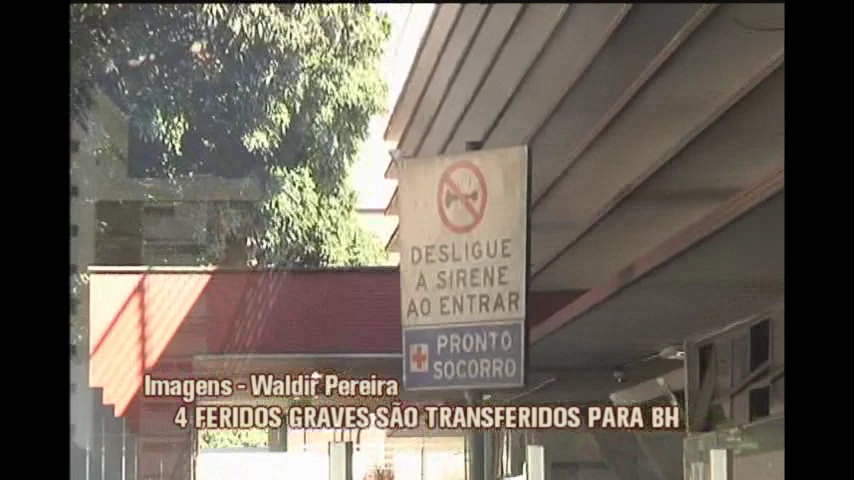 DESLIGUE
A SIRENE
AO ENTRAR
PRONTO
SOCORRO
Imagens - Waldir Pereira
4 FERIDOS GRAVES SÃO TRANSFERIDOS PARA BH